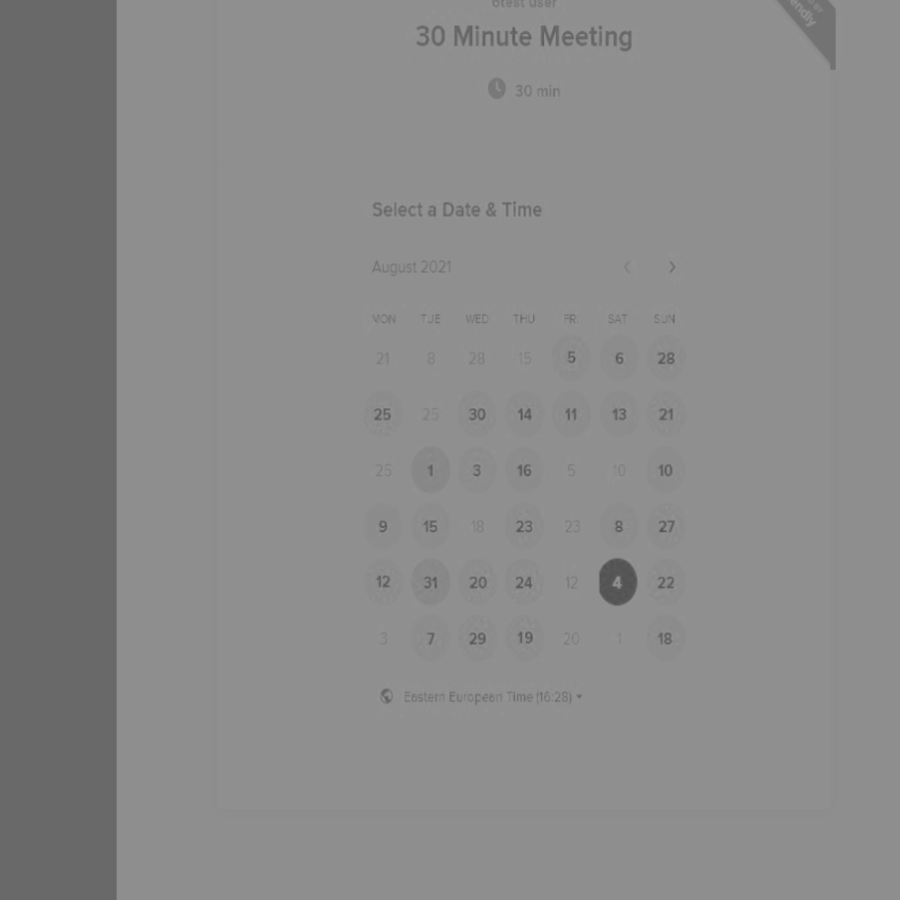 otest user
30 Minute Meeting
30 min
Select a Date & Time
August 2021
MON TUE WED THU FRI SAT SUN
21 8 28 15 5 6 28
25 25 30 14 11 13 21
25 1 3 16 5 10 10
9 15 18 23 23 8 27
12 31 20 24 12 4 22
3 7 29 19 20 1 18
Eastern European Time (16:28)